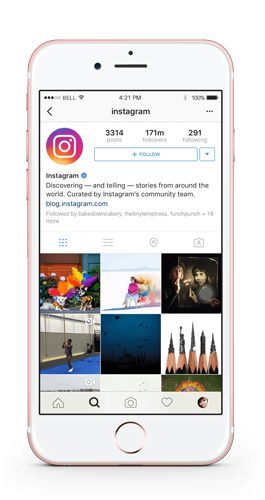 BELL 4:21 PM 100%
instagram
3314 171m 291
posts followers following
+ FOLLOW
Instagram
Discovering — and telling — stories from around the
world. Curated by Instagram's community team.
blog.instagram.com
Followed by bakedowncakery, thelinylemptress, funchpunch + 18
more